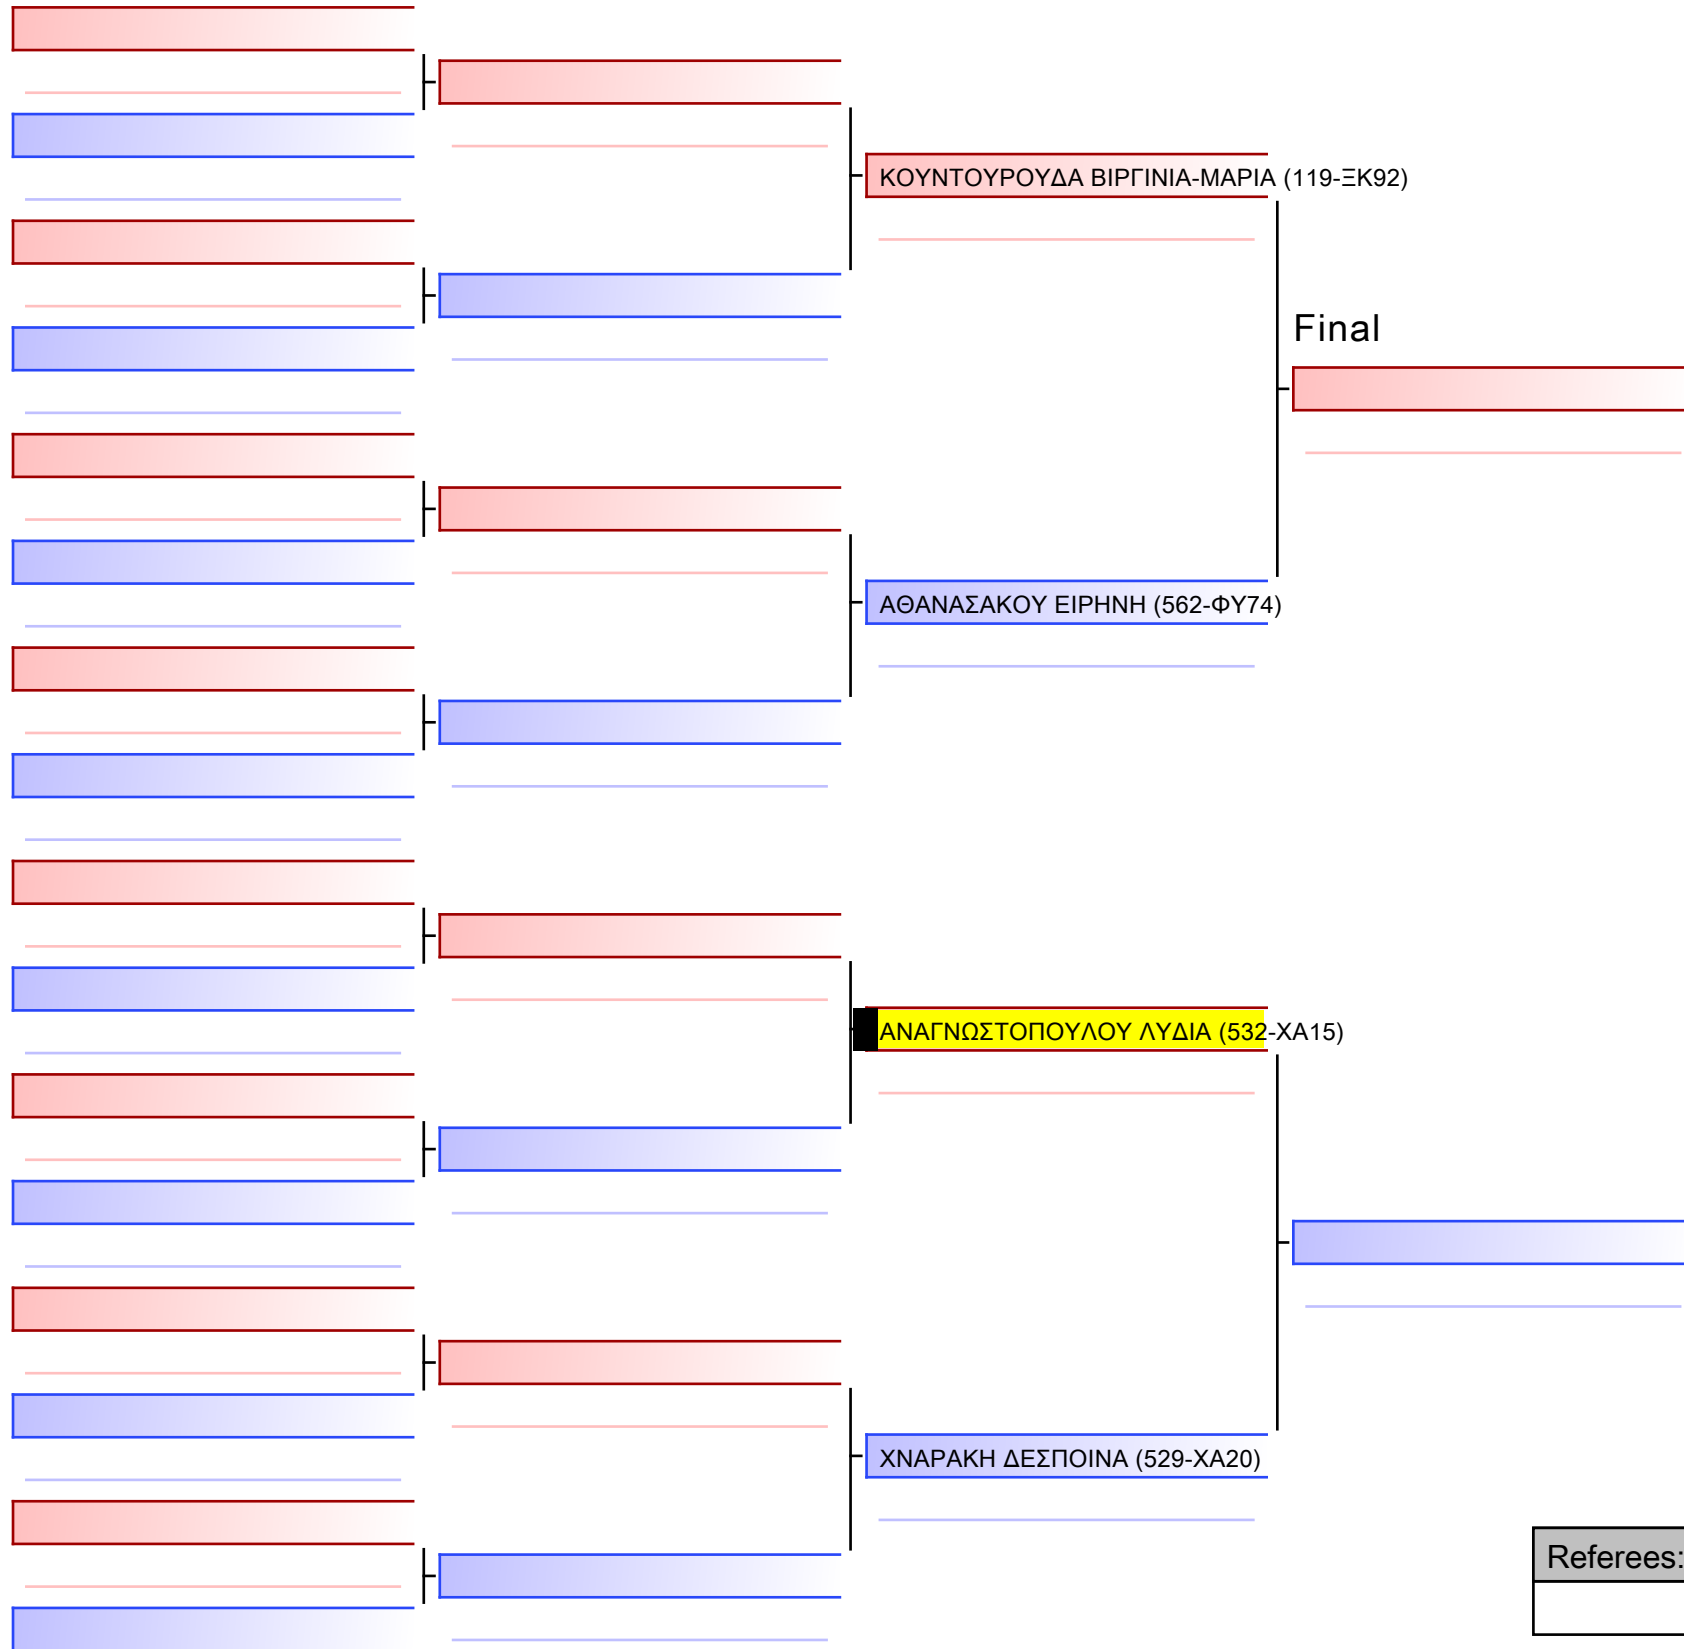 ΚΟΥΝΤΟΥΡΟΥΔΑ ΒΙΡΓΙΝΙΑ-ΜΑΡΙΑ (119-ΞΚ92)
Final
ΑΘΑΝΑΣΑΚΟΥ ΕΙΡΗΝΗ (562-ΦΥ74)
ΑΝΑΓΝΩΣΤΟΠΟΥΛΟΥ ΛΥΔΙΑ (532-ΧΑ15)
ΧΝΑΡΑΚΗ ΔΕΣΠΟΙΝΑ (529-ΧΑ20)
Referees: